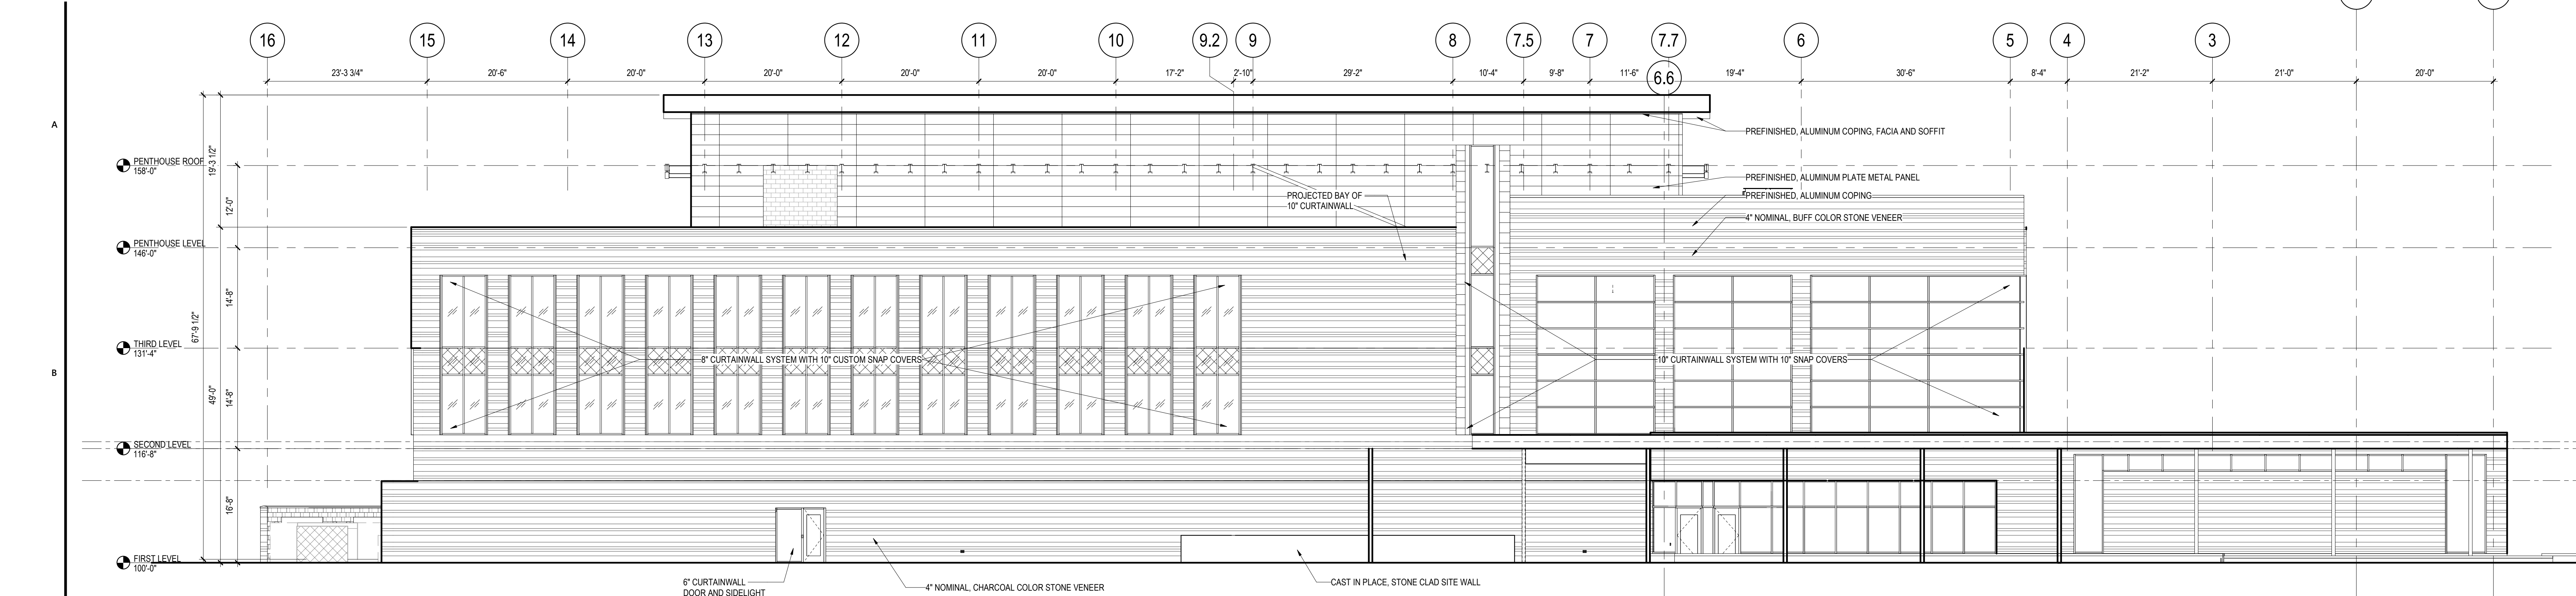 16
15
14
13
12
11
10
9.2
9
8
7.5
7
7.7
6
5
4
3
23'-3 3/4"
20'-6"
20'-0"
20'-0"
20'-0"
20'-0"
17'-2"
2'-10"
29'-2"
10'-4"
9'-8"
11'-6"
6.6
19'-4"
30'-6"
8'-4"
21'-2"
21'-0"
20'-0"
A
PREFINISHED, ALUMINUM COPING, FACIA AND SOFFIT
19'-3 1/2"
PENTHOUSE ROOF
158'-0"
PREFINISHED, ALUMINUM PLATE METAL PANEL
PROJECTED BAY OF
10" CURTAINWALL
PREFINISHED, ALUMINUM COPING
12'-0"
4" NOMINAL, BUFF COLOR STONE VENEER
PENTHOUSE LEVEL
146'-0"
14'-8"
67'-9 1/2"
THIRD LEVEL
131'-4"
8" CURTAINWALL SYSTEM WITH 10" CUSTOM SNAP COVERS
10" CURTAINWALL SYSTEM WITH 10" SNAP COVERS
B
49'-0"
14'-8"
SECOND LEVEL
116'-8"
16'-8"
FIRST LEVEL
100'-0"
6" CURTAINWALL
DOOR AND SIDELIGHT
4" NOMINAL, CHARCOAL COLOR STONE VENEER
CAST IN PLACE, STONE CLAD SITE WALL